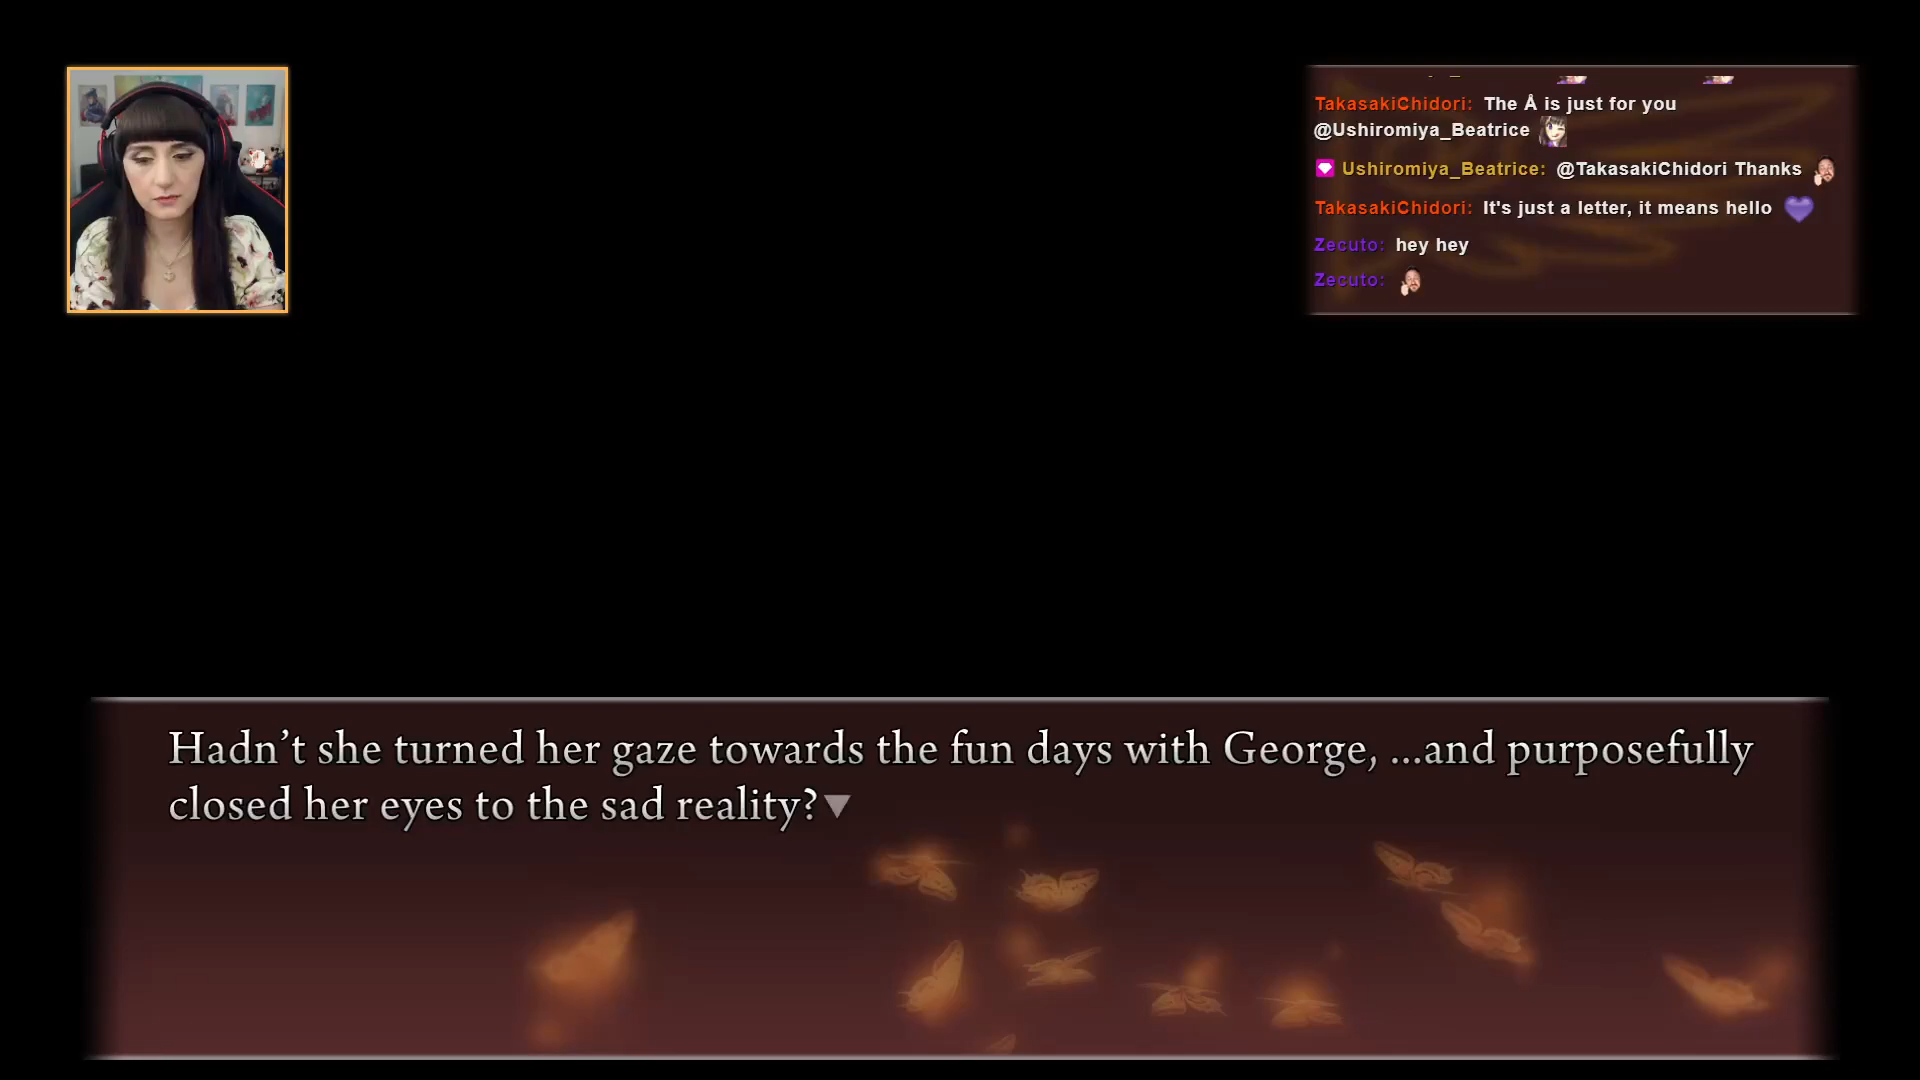 TakasakiChidori: The Å is just for you
@Ushiromiya_Beatrice
Ushiromiya_Beatrice: @TakasakiChidori Thanks
TakasakiChidori: It's just a letter, it means hello
Zecuto: hey hey
Zecuto:
Hadn’t she turned her gaze towards the fun days with George, ...and purposefully
closed her eyes to the sad reality?